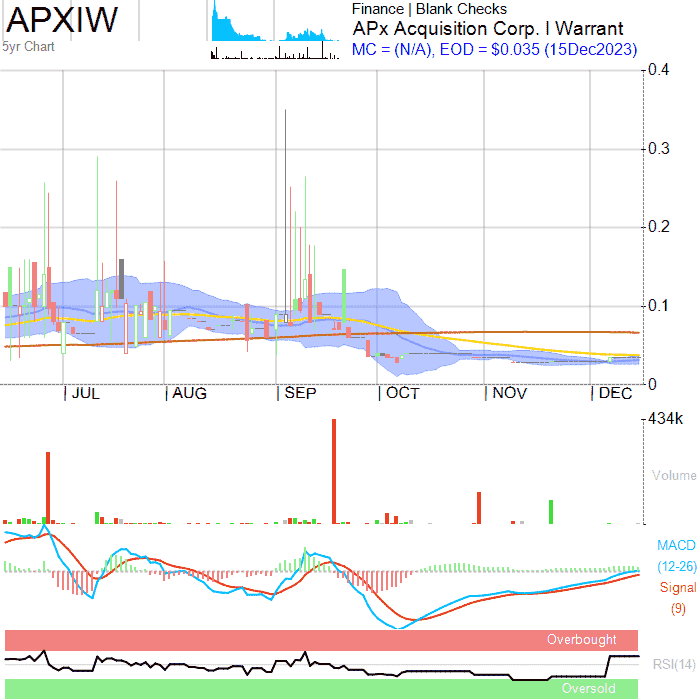 APXIW
5yr Chart
Finance | Blank Checks
APx Acquisition Corp. I Warrant
MC = (N/A), EOD = $0.035 (15Dec2023)
0.4
0.3
0.2
0.1
0
JUL AUG SEP OCT NOV DEC
434k
Volume
MACD
(12-26)
Signal
(9)
Overbought
RSI(14)
Oversold